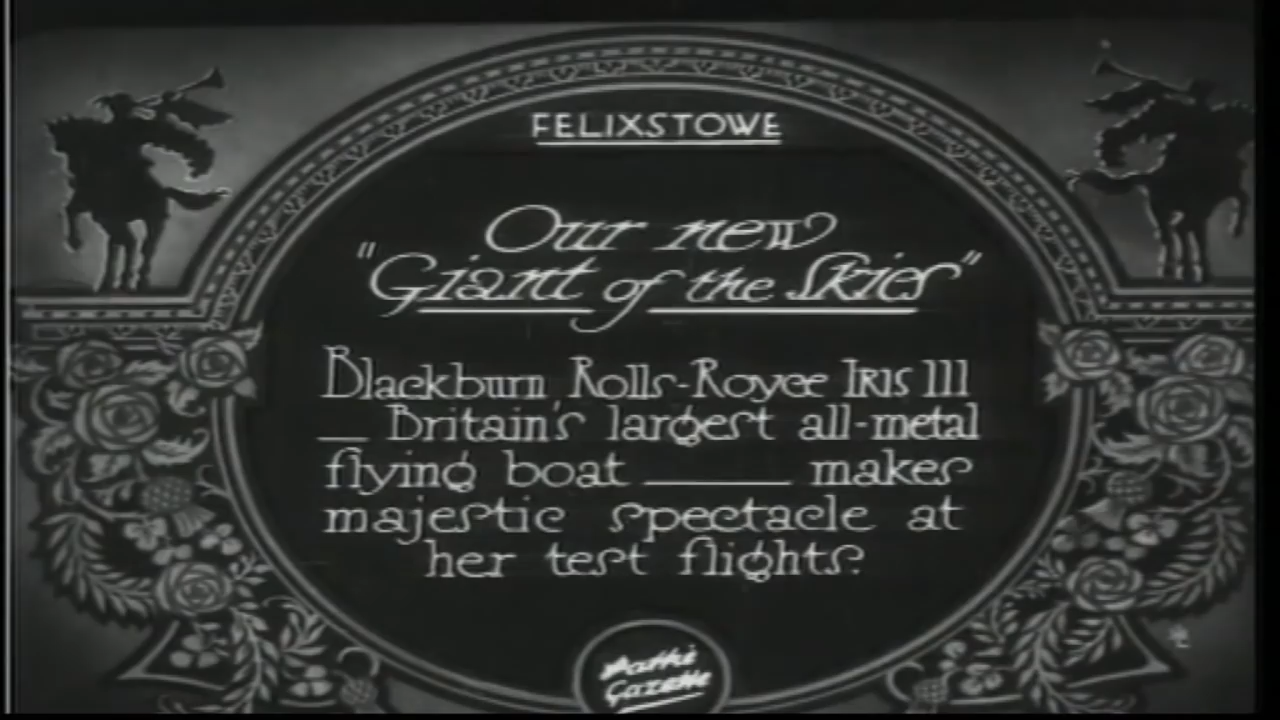 FELIXSTOWE
Our new
"Giant of the Skies"
Blackburn, Rolls-Royce IRIS III
__ Britain's largest all-metal
flying boat _____ makes
majestic spectacle at
her test flights.
Pathé
Gazette